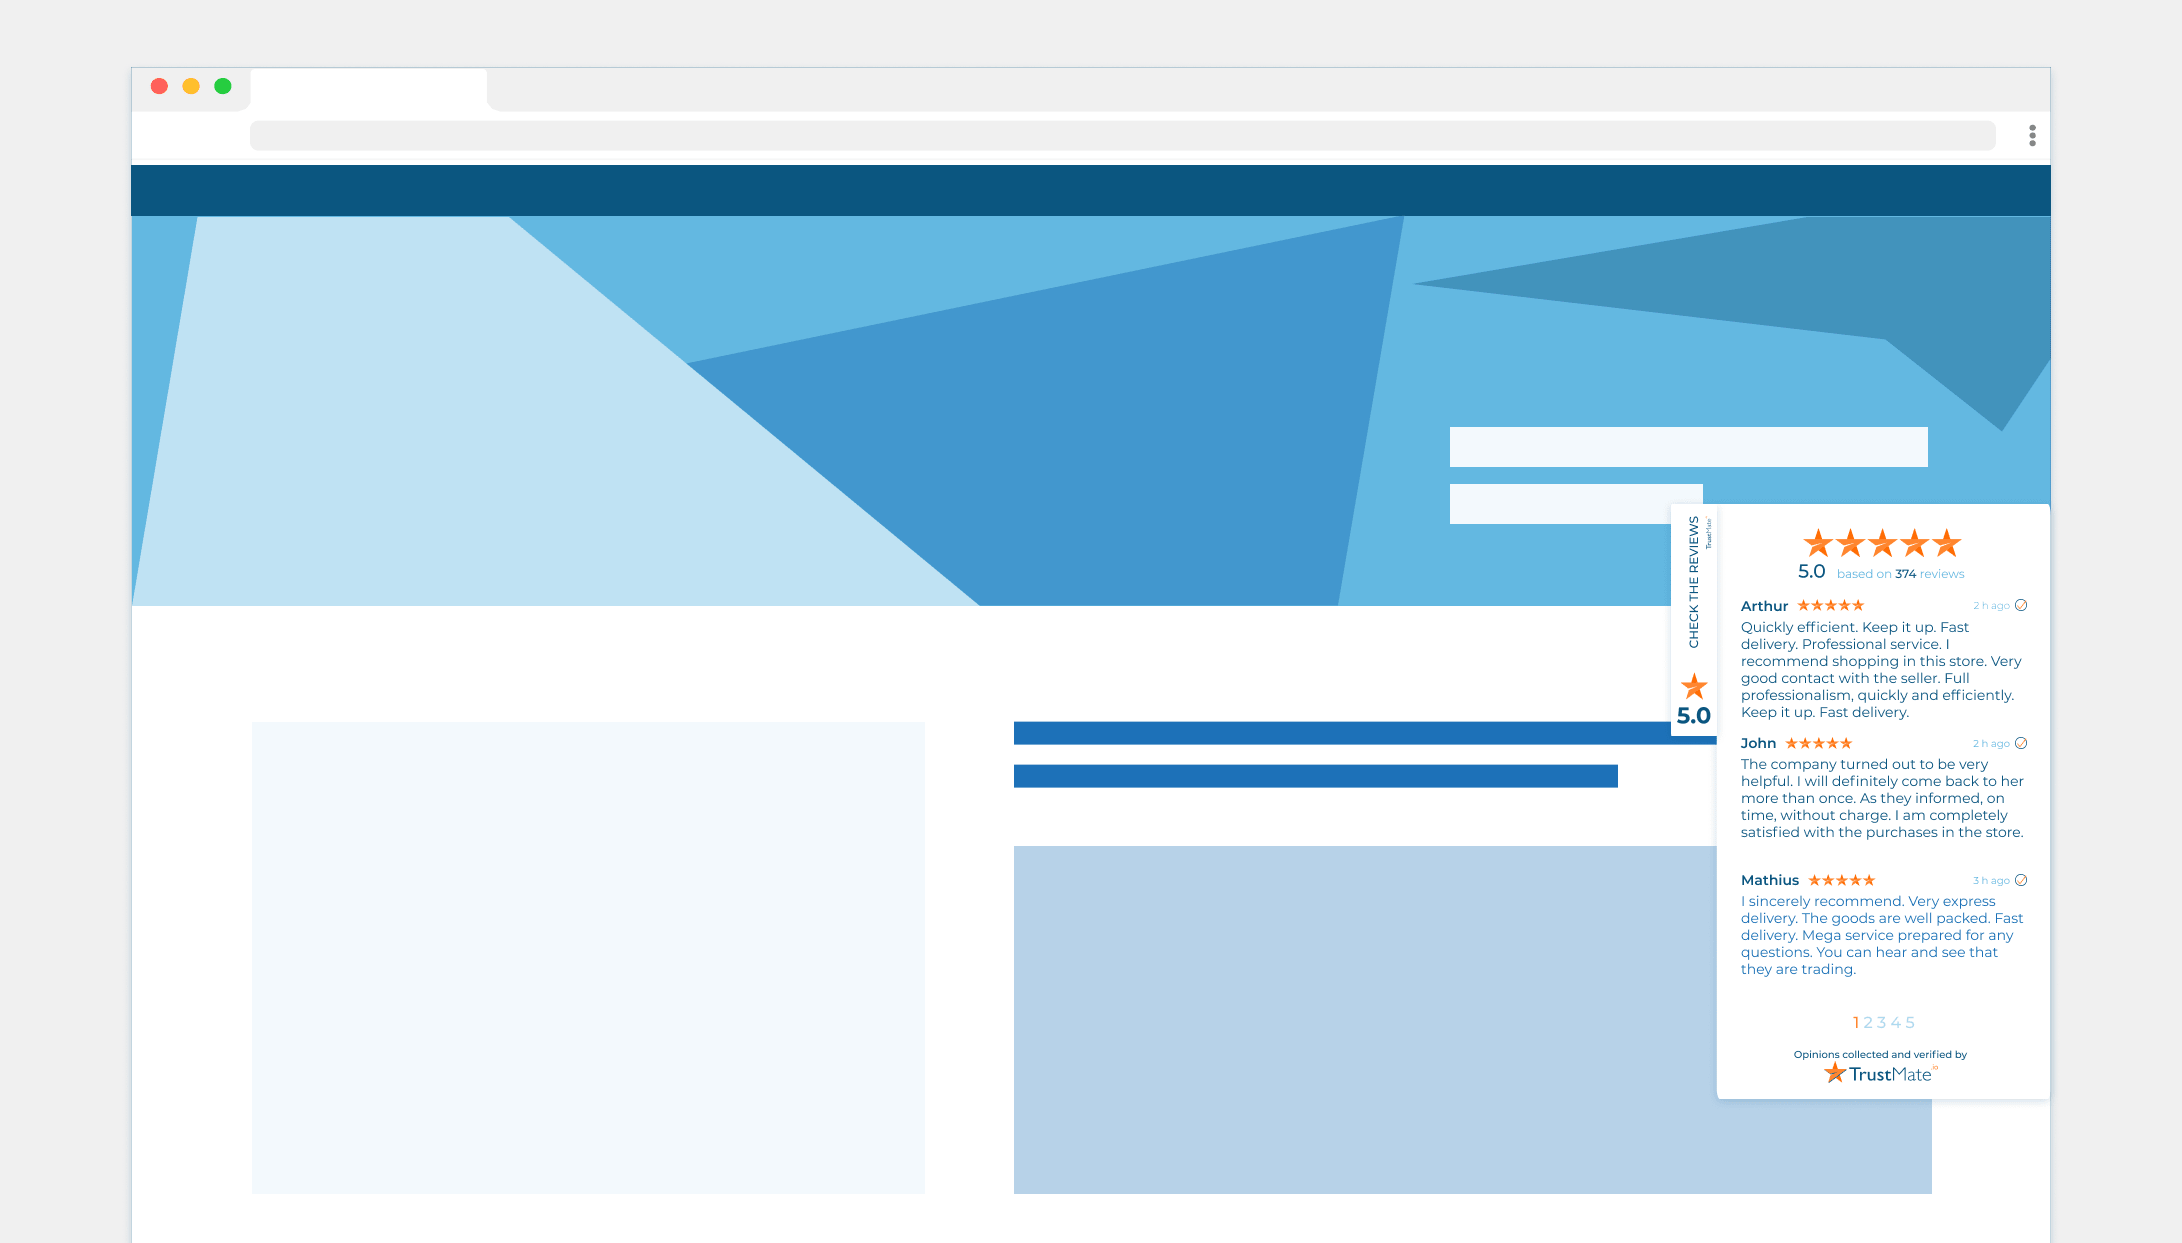 CHECK THE REVIEWS
TrustMate
5.0
5.0 based on 374 reviews
Arthur 2 h ago
Quickly efficient. Keep it up. Fast
delivery. Professional service. I
recommend shopping in this store. Very
good contact with the seller. Full
professionalism, quickly and efficiently.
Keep it up. Fast delivery.
John 2 h ago
The company turned out to be very
helpful. I will definitely come back to her
more than once. As they informed, on
time, without charge. I am completely
satisfied with the purchases in the store.
Mathius 3 h ago
I sincerely recommend. Very express
delivery. The goods are well packed. Fast
delivery. Mega service prepared for any
questions. You can hear and see that
they are trading.
1 2 3 4 5
Opinions collected and verified by
TrustMate